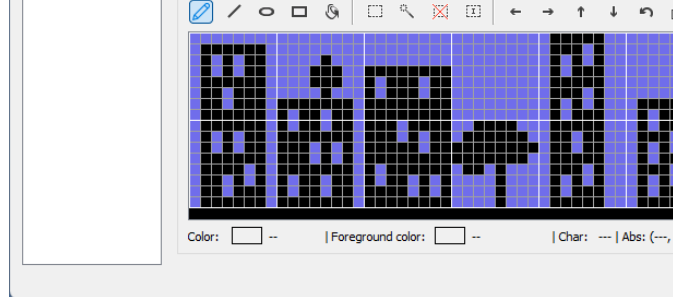 Color: -- | Foreground color: -- | Char: --- | Abs: (---,